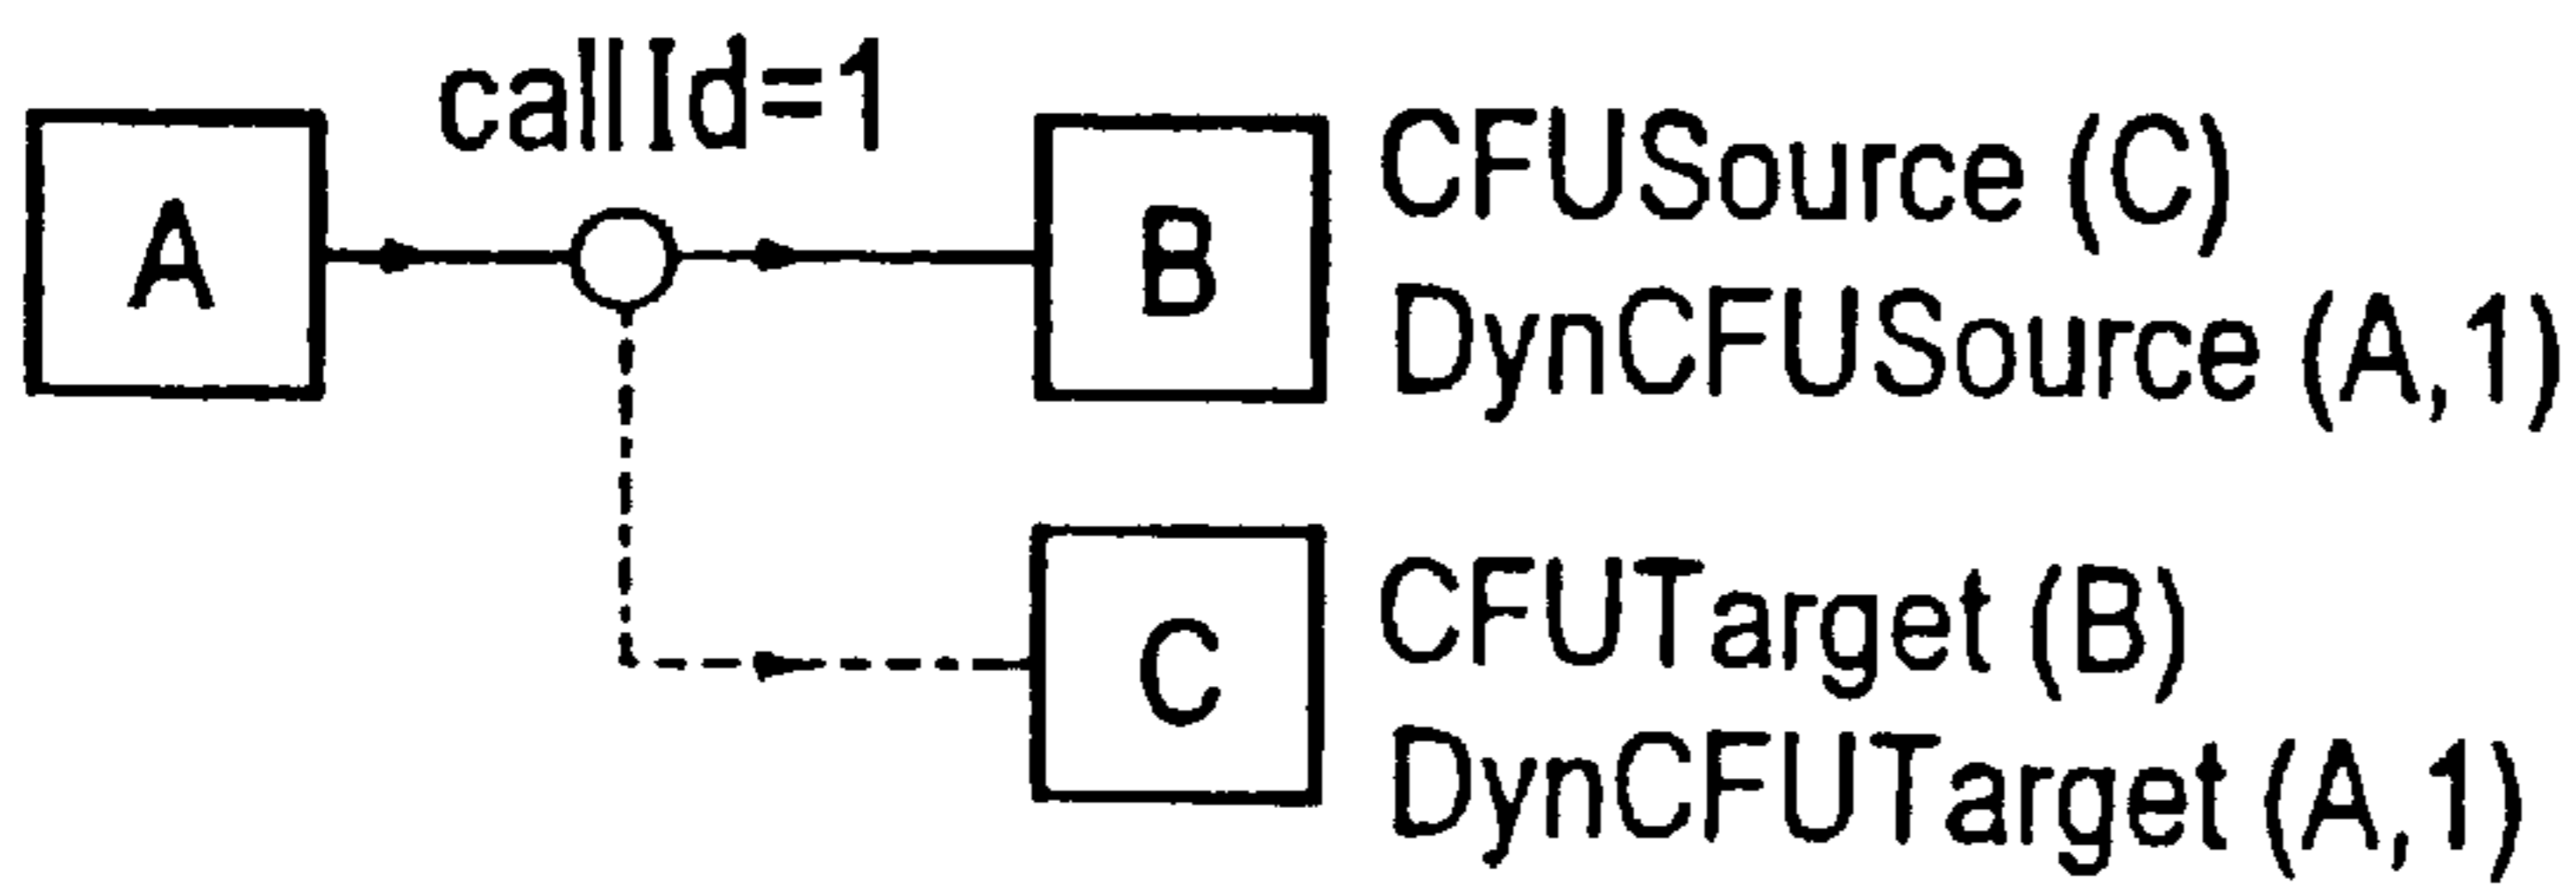 callId=1
A
B
CFUSource (C)
DynCFUSource (A,1)
C
CFUTarget (B)
DynCFUTarget (A,1)